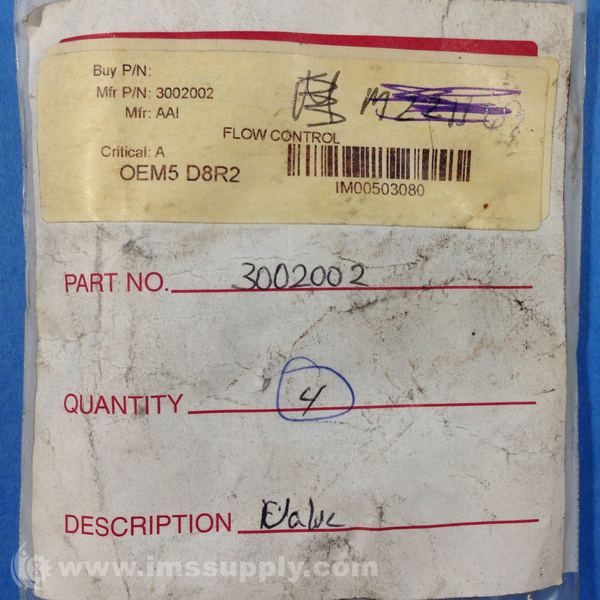 Buy P/N:
Mfr P/N: 3002002
Mfr: AAI
FLOW CONTROL
Critical: A
OEM5 D8R2
IM00503080
PART NO. 3002002
QUANTITY 4
DESCRIPTION
www.imssupply.com